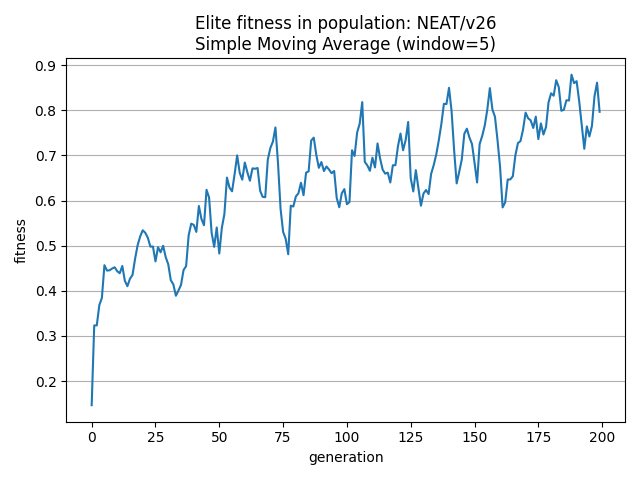 Elite fitness in population: NEAT/v26
Simple Moving Average (window=5)
0.9
0.8
0.7
0.6
0.5
0.4
0.3
0.2
fitness
0 25 50 75 100 125 150 175 200
generation